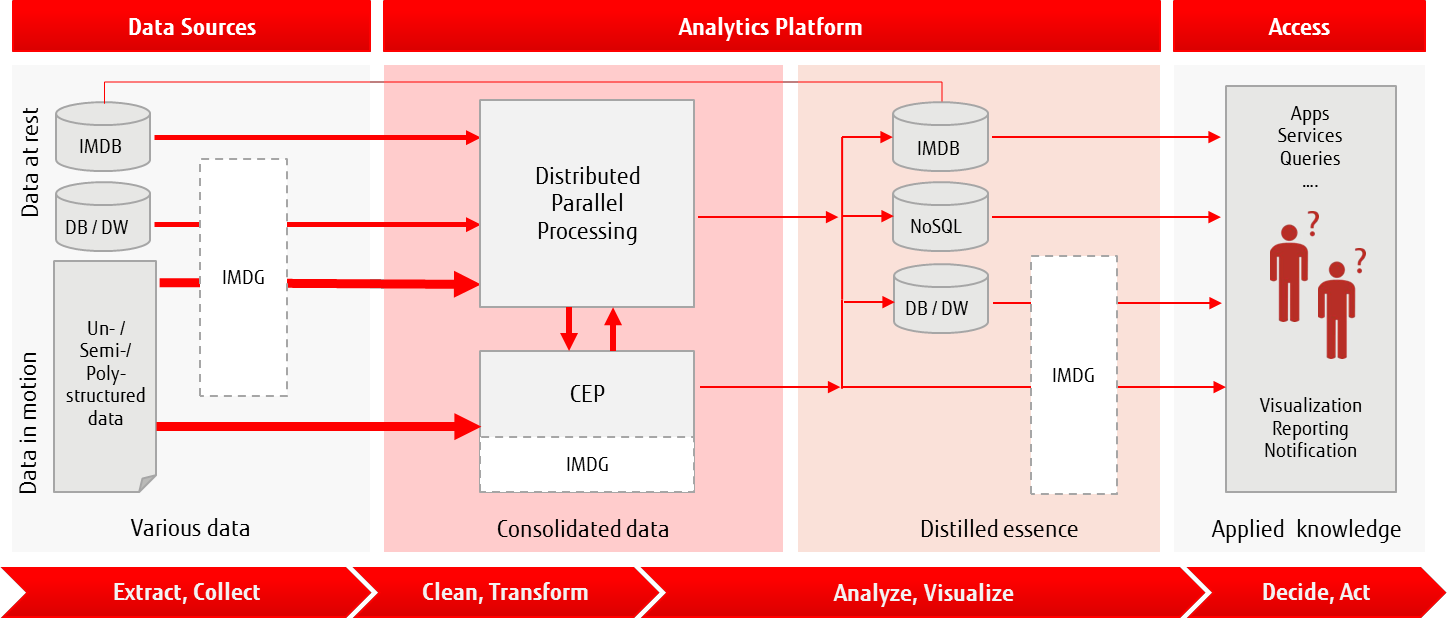 Data Sources
Analytics Platform
Access
Data at rest
IMDB
DB / DW
IMDG
Data in motion
Un- /
Semi-/
Poly-
structured
data
Various data
Distributed
Parallel
Processing
CEP
IMDG
Consolidated data
IMDB
NoSQL
DB / DW
IMDG
Distilled essence
Apps
Services
Queries
....
?
?
Visualization
Reporting
Notification
Applied knowledge
Extract, Collect
Clean, Transform
Analyze, Visualize
Decide, Act